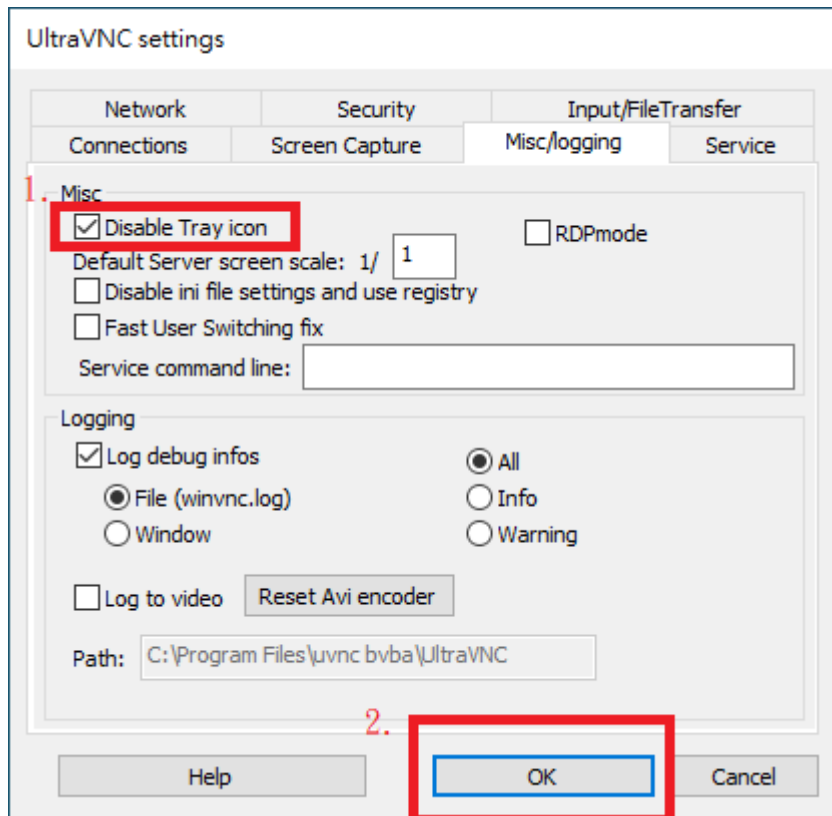 UltraVNC settings
Network Security Input/FileTransfer
Connections Screen Capture Misc/logging Service
1. Misc
Disable Tray icon RDPmode
Default Server screen scale: 1/ 1
Disable ini file settings and use registry
Fast User Switching fix
Service command line:
Logging
Log debug infos All
File (winvnc.log) Info
Window Warning
Log to video Reset Avi encoder
Path: C:\Program Files\uvnc bvba\UltraVNC
2.
Help OK Cancel